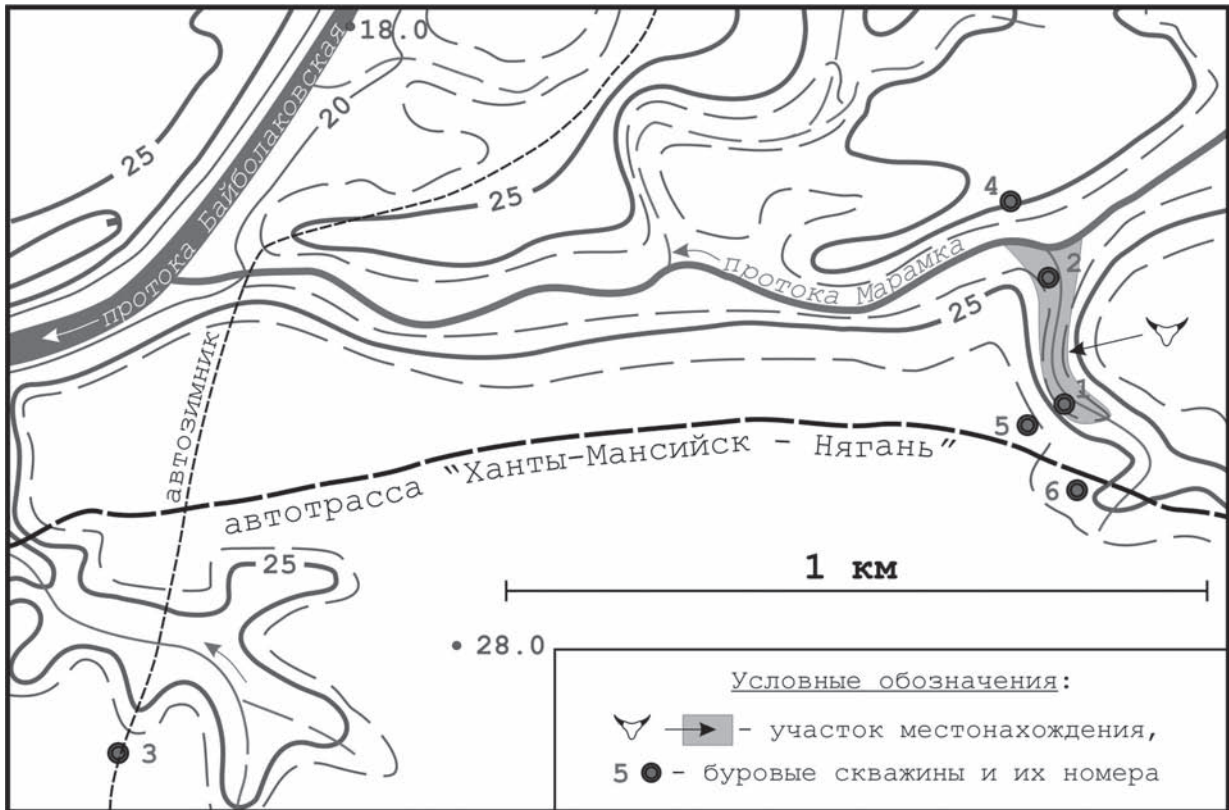 18.0
20
25
протока Байболаковская
25
4
протока Марамка
2
25
автозимник
1
5
"Ханты-Мансийск - Нягань"
автотрасса
6
25
1 км
28.0
3
Условные обозначения:
- участок местонахождения,
5 - буровые скважины и их номера